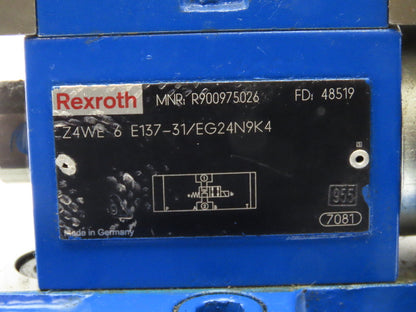 Rexroth MNR: R900975026 FD: 48519
Z4WE 6 E137-31/EG24N9K4
955
7081
Made in Germany